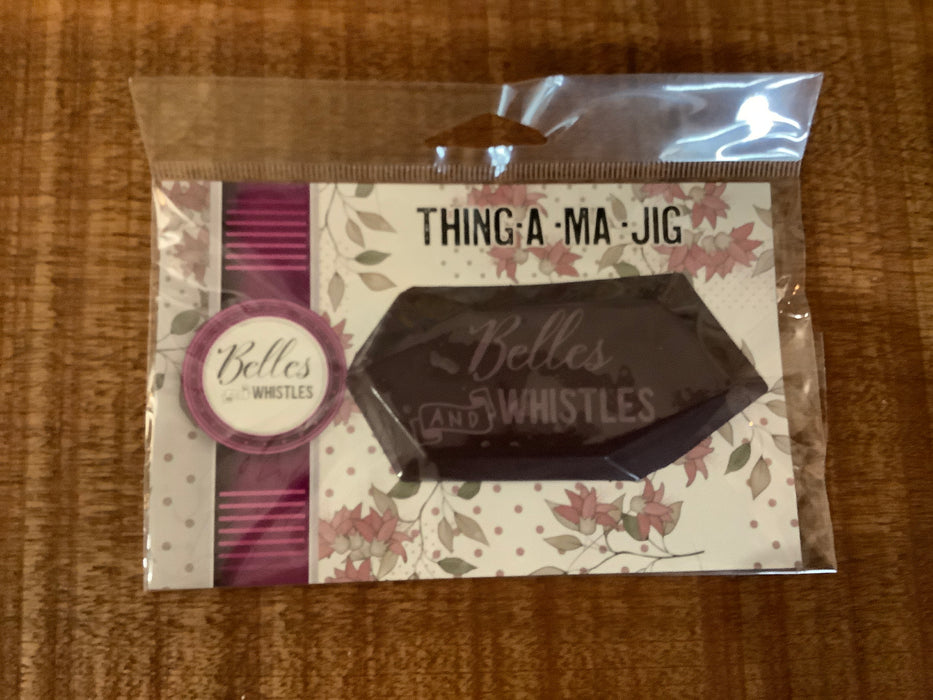 THING·A·MA·JIG
Belles
AND WHISTLES
Belles
AND WHISTLES